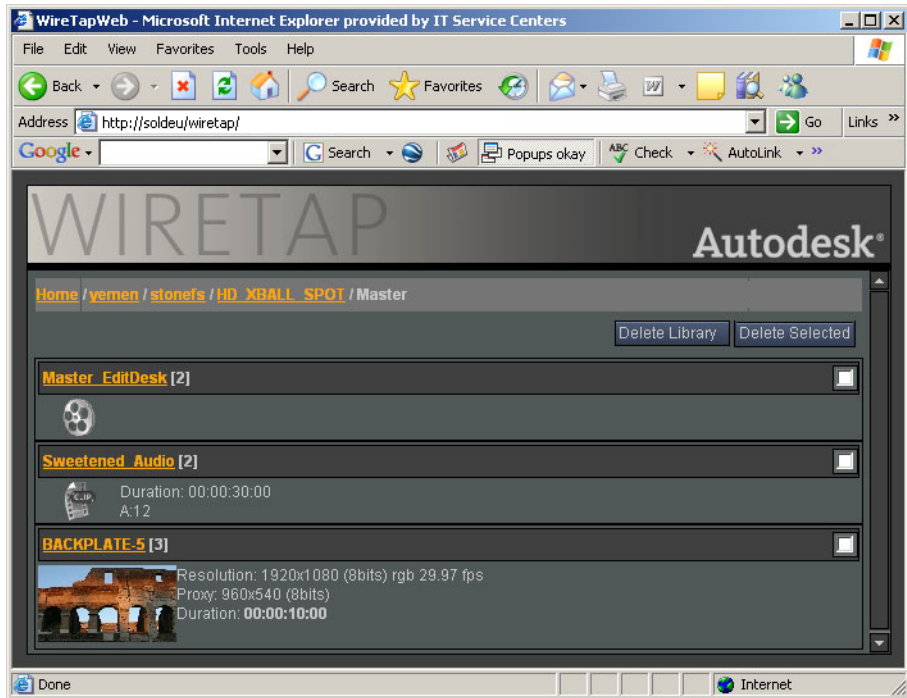 WireTapWeb - Microsoft Internet Explorer provided by IT Service Centers
File Edit View Favorites Tools Help
Back Search Favorites
Address http://soldeu/wiretap/ Go Links »
Google Search Popups okay ABC Check AutoLink »
WIRETAP
Autodesk®
Home / yemen / stonefs / HD_XBALL_SPOT / Master
Delete Library Delete Selected
Master_EditDesk [2]
Sweetened_Audio [2]
Duration: 00:00:30:00
A:12
BACKPLATE-5 [3]
Resolution: 1920x1080 (8bits) rgb 29.97 fps
Proxy: 960x540 (8bits)
Duration: 00:00:10:00
Done Internet